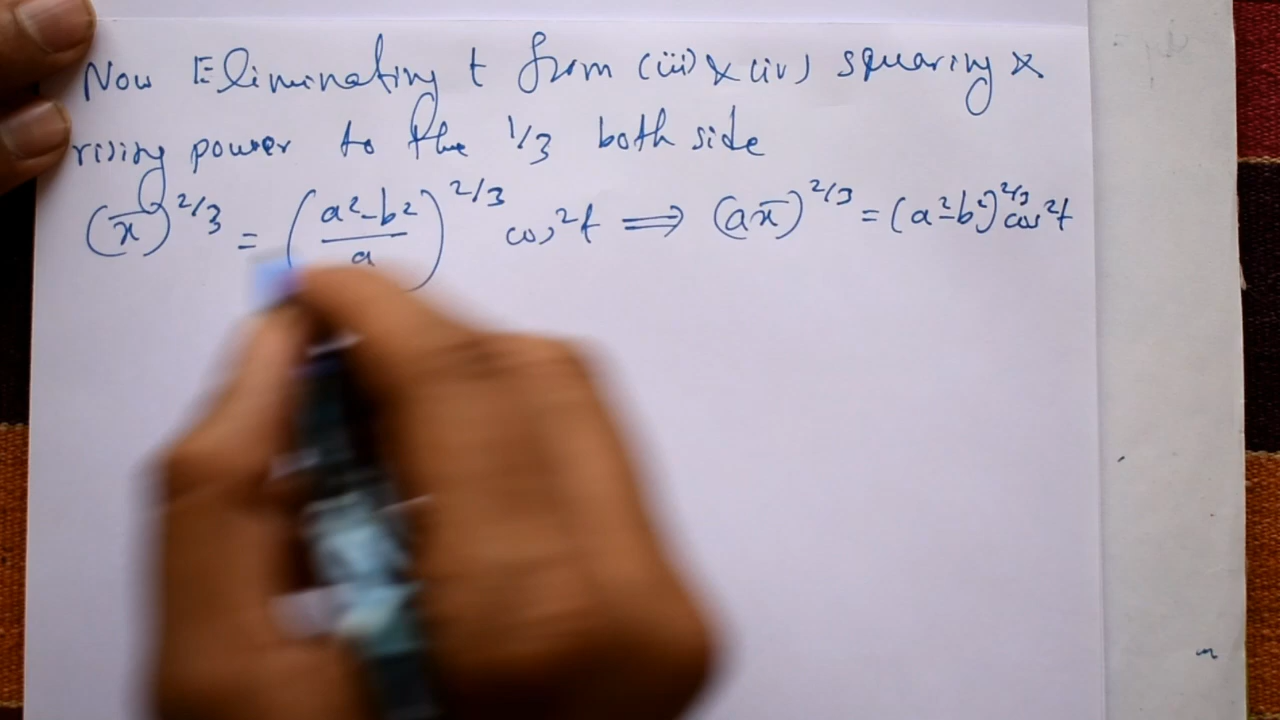 Now Eliminating t from (iii) & (iv) squaring &
rising power to the 1/3 both side
(x̄)^2/3 = (a²-b²/a)^2/3 cos²t ⟹ (ax̄)^2/3 = (a²-b²)^2/3 cos²t